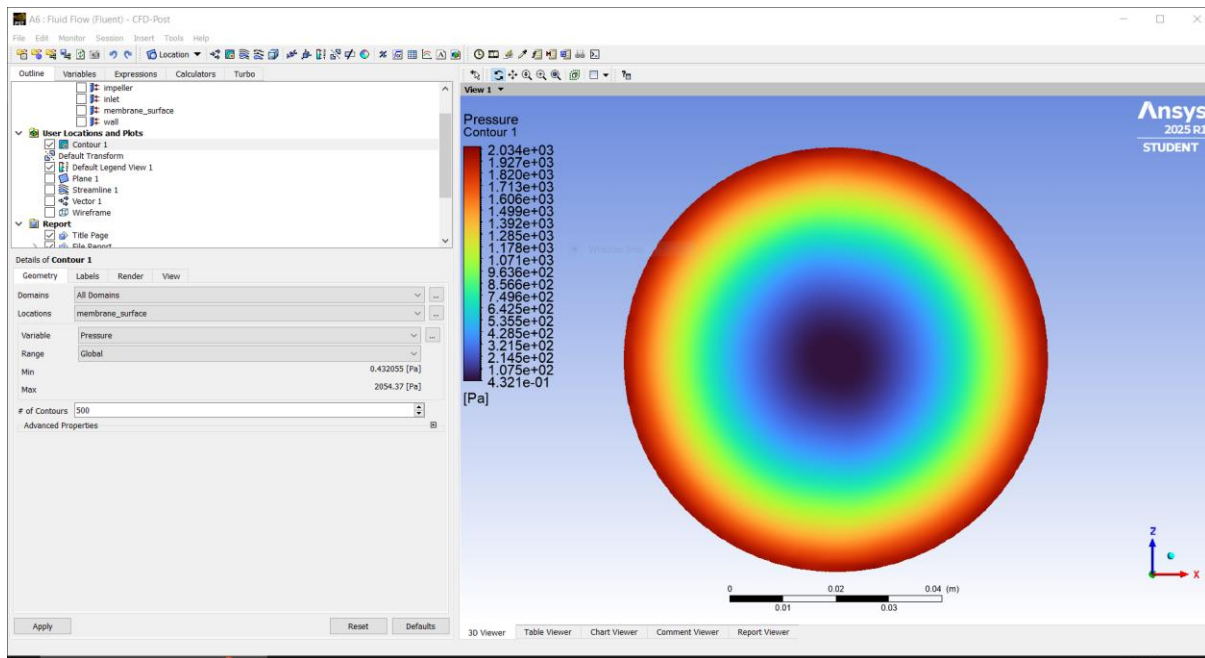 A6 : Fluid Flow (Fluent) - CFD-Post
File Edit Monitor Session Insert Tools Help
Location
Outline Variables Expressions Calculators Turbo
impeller
inlet
membrane_surface
wall
User Locations and Plots
Contour 1
Default Transform
Default Legend View 1
Plane 1
Streamline 1
Vector 1
Wireframe
Report
Title Page
File Report
Details of Contour 1
Geometry Labels Render View
Domains All Domains ...
Locations membrane_surface ...
Variable Pressure ...
Range Global
Min 0.432055 [Pa]
Max 2054.37 [Pa]
# of Contours 500
Advanced Properties
Apply Reset Defaults
View 1
Pressure
Contour 1
2.034e+03
1.927e+03
1.820e+03
1.713e+03
1.606e+03
1.499e+03
1.392e+03
1.285e+03
1.178e+03
1.071e+03
9.636e+02
8.566e+02
7.496e+02
6.425e+02
5.355e+02
4.285e+02
3.215e+02
2.145e+02
1.075e+02
4.321e-01
[Pa]
Ansys
2025 R1
STUDENT
Z
X
0 0.02 0.04 (m)
0.01 0.03
3D Viewer Table Viewer Chart Viewer Comment Viewer Report Viewer